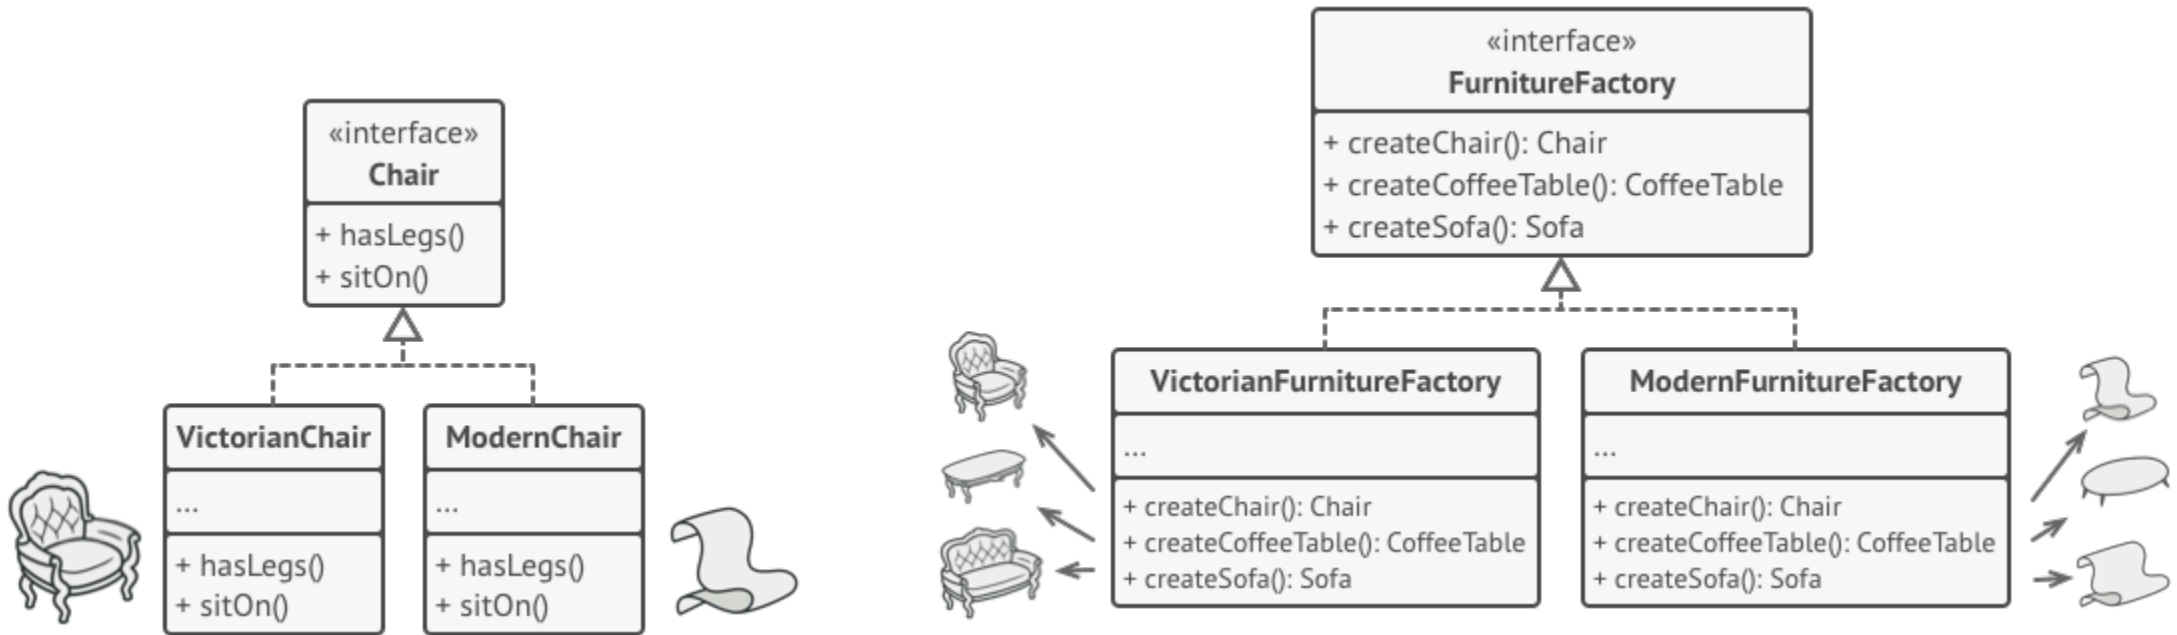 «interface»
Chair
+ hasLegs()
+ sitOn()
VictorianChair
...
+ hasLegs()
+ sitOn()
ModernChair
...
+ hasLegs()
+ sitOn()
«interface»
FurnitureFactory
+ createChair(): Chair
+ createCoffeeTable(): CoffeeTable
+ createSofa(): Sofa
VictorianFurnitureFactory
...
+ createChair(): Chair
+ createCoffeeTable(): CoffeeTable
+ createSofa(): Sofa
ModernFurnitureFactory
...
+ createChair(): Chair
+ createCoffeeTable(): CoffeeTable
+ createSofa(): Sofa